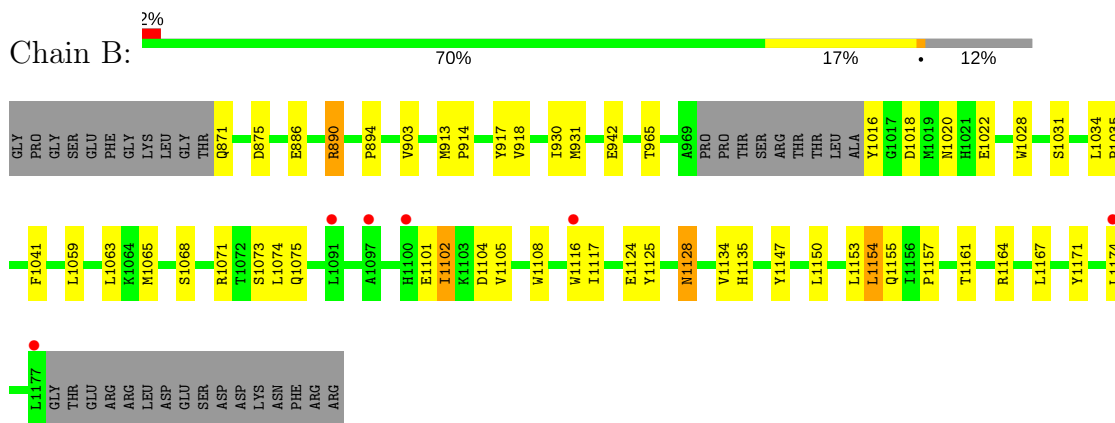 2%
Chain B:
70% 17% • 12%
GLY PRO GLY SER GLU PHE GLY LYS LEU GLY THR Q871 D875 E886 R890 P894 V903 M913 P914 Y917 V918 I930 M931 E942 T965 A969 PRO PRO THR SER ARG THR THR LEU ALA Y1016 G1017 D1018 M1019 N1020 H1021 E1022 W1028 S1031 L1034
F1041 L1059 L1063 K1064 M1065 S1068 R1071 T1072 S1073 L1074 Q1075 L1091 A1097 H1100 E1101 I1102 K1103 D1104 V1105 W1108 W1116 I1117 E1124 Y1125 N1128 V1134 H1135 Y1147 L1150 L1153 L1154 Q1155 I1156 P1157 T1161 R1164 L1167 Y1171 L1174
L1177 GLY THR GLU ARG ARG LEU ASP GLU SER ASP ASP LYS ASN PHE ARG ARG